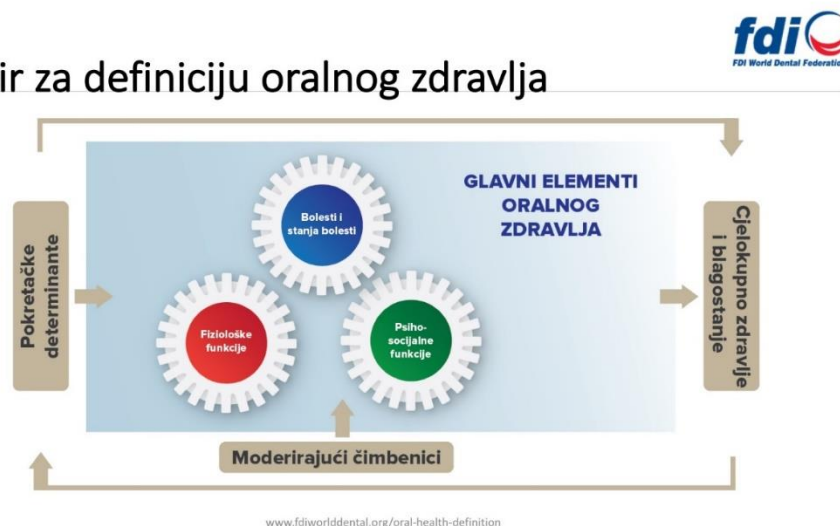 fdi
FDI World Dental Federation
ir za definiciju oralnog zdravlja
GLAVNI ELEMENTI
ORALNOG
ZDRAVLJA
Bolesti i
stanja bolesti
Fiziološke
funkcije
Psiho-
socijalne
funkcije
Pokretačke
determinante
Cjelokupno zdravlje
i blagostanje
Moderirajući čimbenici
www.fdiworlddental.org/oral-health-definition